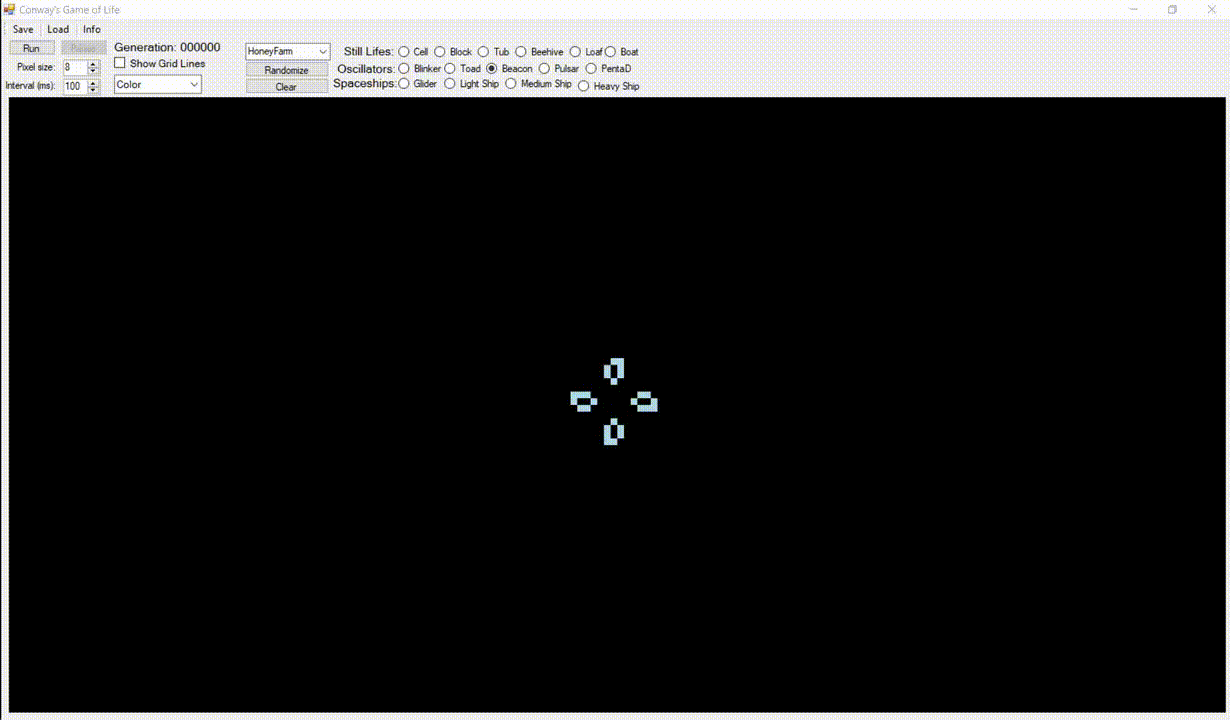 Conway's Game of Life
Save Load Info
Run Pause Generation: 000000
Pixel size: 8 Show Grid Lines
Interval (ms): 100 Color
HoneyFarm
Randomize
Clear
Still Lifes: Cell Block Tub Beehive Loaf Boat
Oscillators: Blinker Toad Beacon Pulsar PentaD
Spaceships: Glider Light Ship Medium Ship Heavy Ship